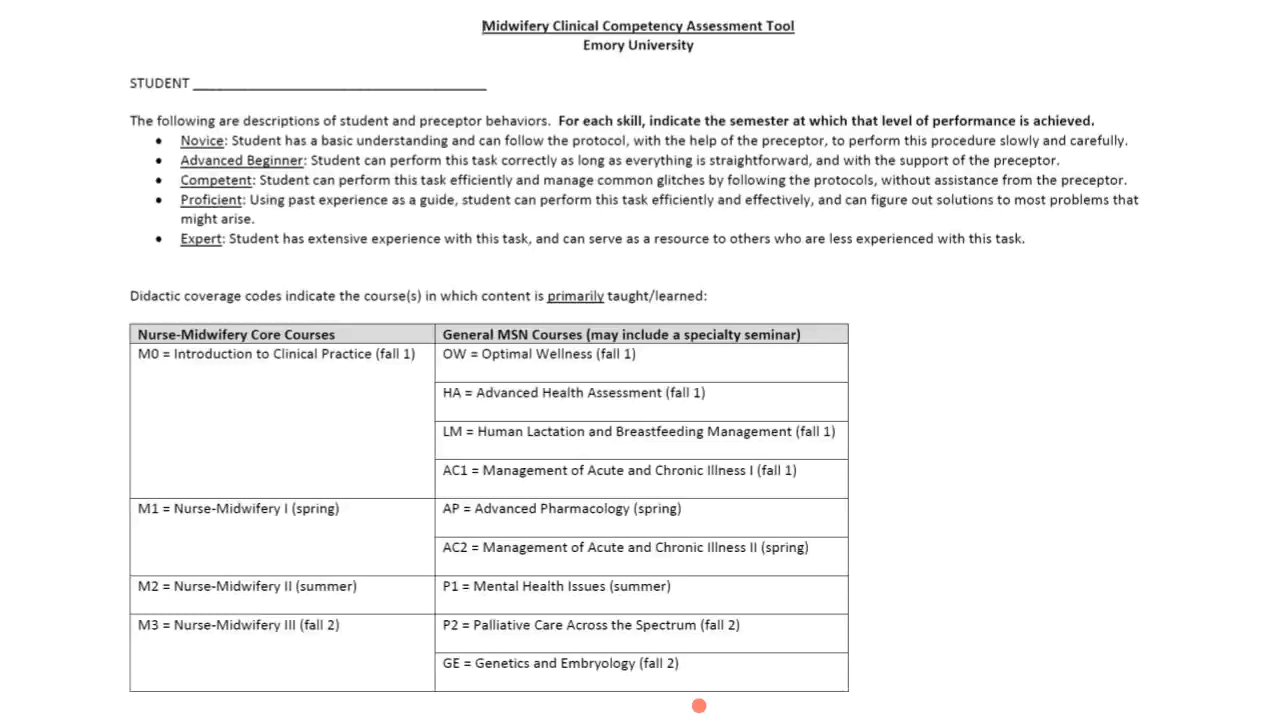 Midwifery Clinical Competency Assessment Tool
Emory University
STUDENT ______________________________________
The following are descriptions of student and preceptor behaviors. For each skill, indicate the semester at which that level of performance is achieved.
• Novice: Student has a basic understanding and can follow the protocol, with the help of the preceptor, to perform this procedure slowly and carefully.
• Advanced Beginner: Student can perform this task correctly as long as everything is straightforward, and with the support of the preceptor.
• Competent: Student can perform this task efficiently and manage common glitches by following the protocols, without assistance from the preceptor.
• Proficient: Using past experience as a guide, student can perform this task efficiently and effectively, and can figure out solutions to most problems that
might arise.
• Expert: Student has extensive experience with this task, and can serve as a resource to others who are less experienced with this task.
Didactic coverage codes indicate the course(s) in which content is primarily taught/learned:
Nurse-Midwifery Core Courses
General MSN Courses (may include a specialty seminar)
M0 = Introduction to Clinical Practice (fall 1)
OW = Optimal Wellness (fall 1)
HA = Advanced Health Assessment (fall 1)
LM = Human Lactation and Breastfeeding Management (fall 1)
AC1 = Management of Acute and Chronic Illness I (fall 1)
M1 = Nurse-Midwifery I (spring)
AP = Advanced Pharmacology (spring)
AC2 = Management of Acute and Chronic Illness II (spring)
M2 = Nurse-Midwifery II (summer)
P1 = Mental Health Issues (summer)
M3 = Nurse-Midwifery III (fall 2)
P2 = Palliative Care Across the Spectrum (fall 2)
GE = Genetics and Embryology (fall 2)